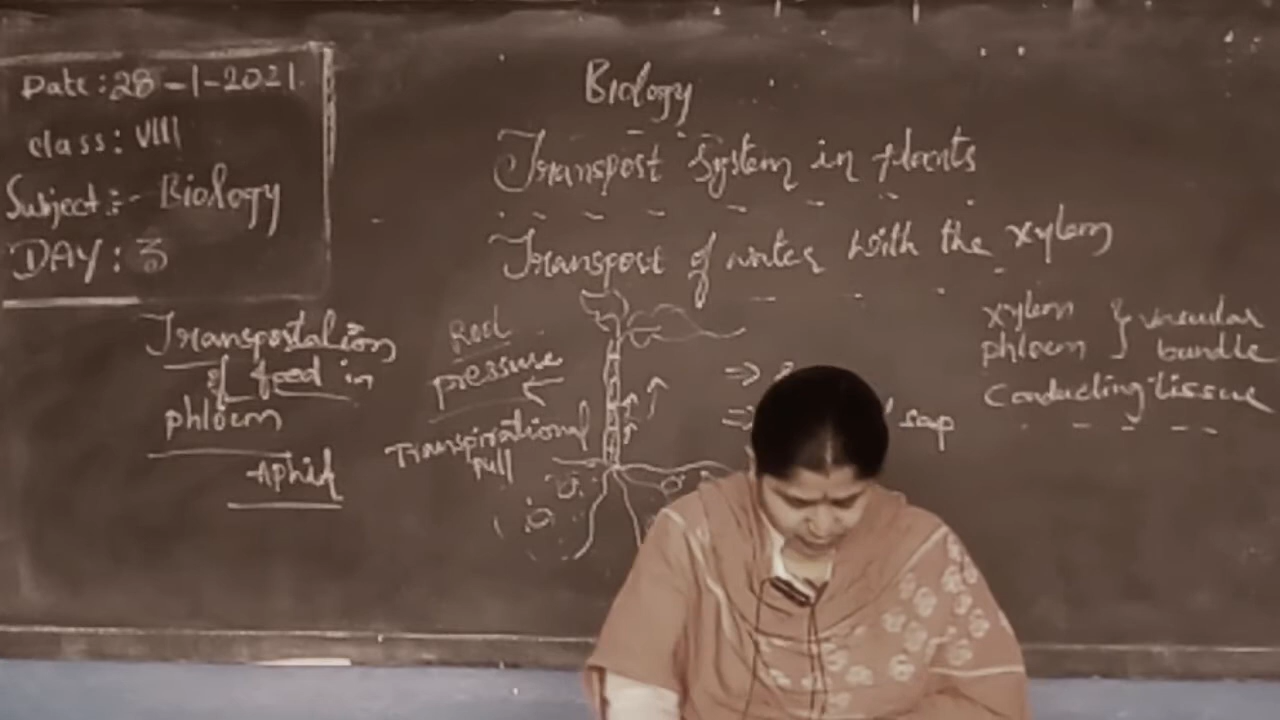 Date: 28-1-2021
class: VIII
Subject:- Biology
DAY: 3
Biology
Transport System in plants
Transport of water with the xylem
Transportation
of food in
phloem
Aphid
Root
pressure
Transpirational
pull
sap
xylem } vascular
phloem } bundle
Conducting tissue